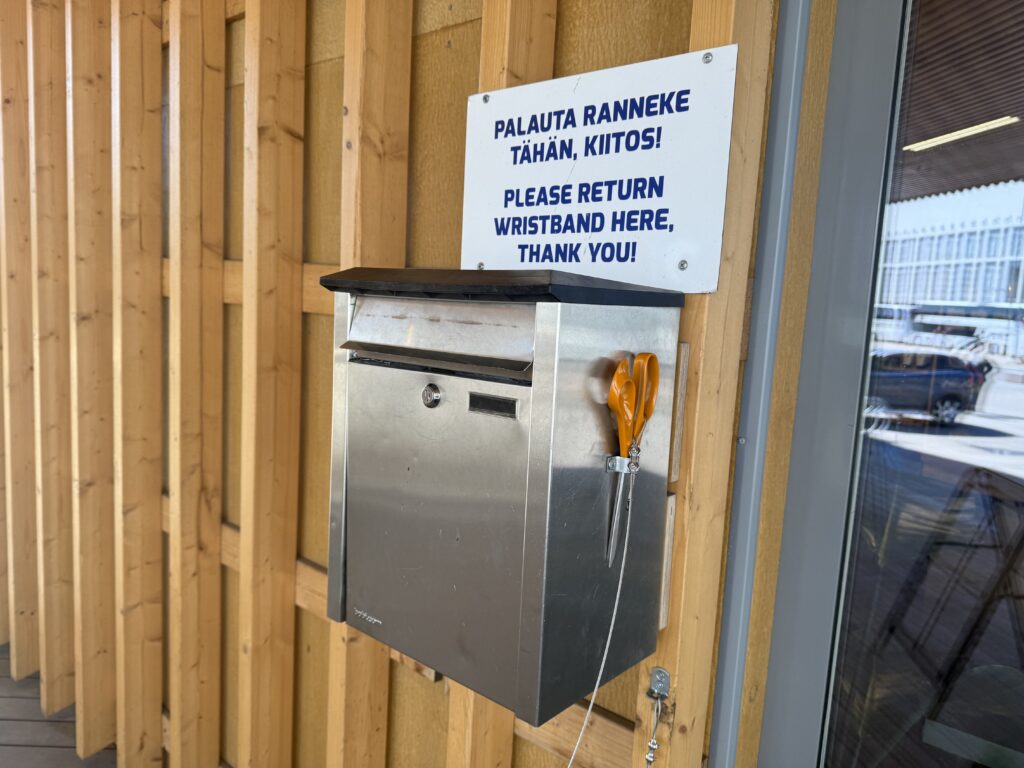 PALAUTA RANNEKE
TÄHÄN, KIITOS!
PLEASE RETURN
WRISTBAND HERE,
THANK YOU!